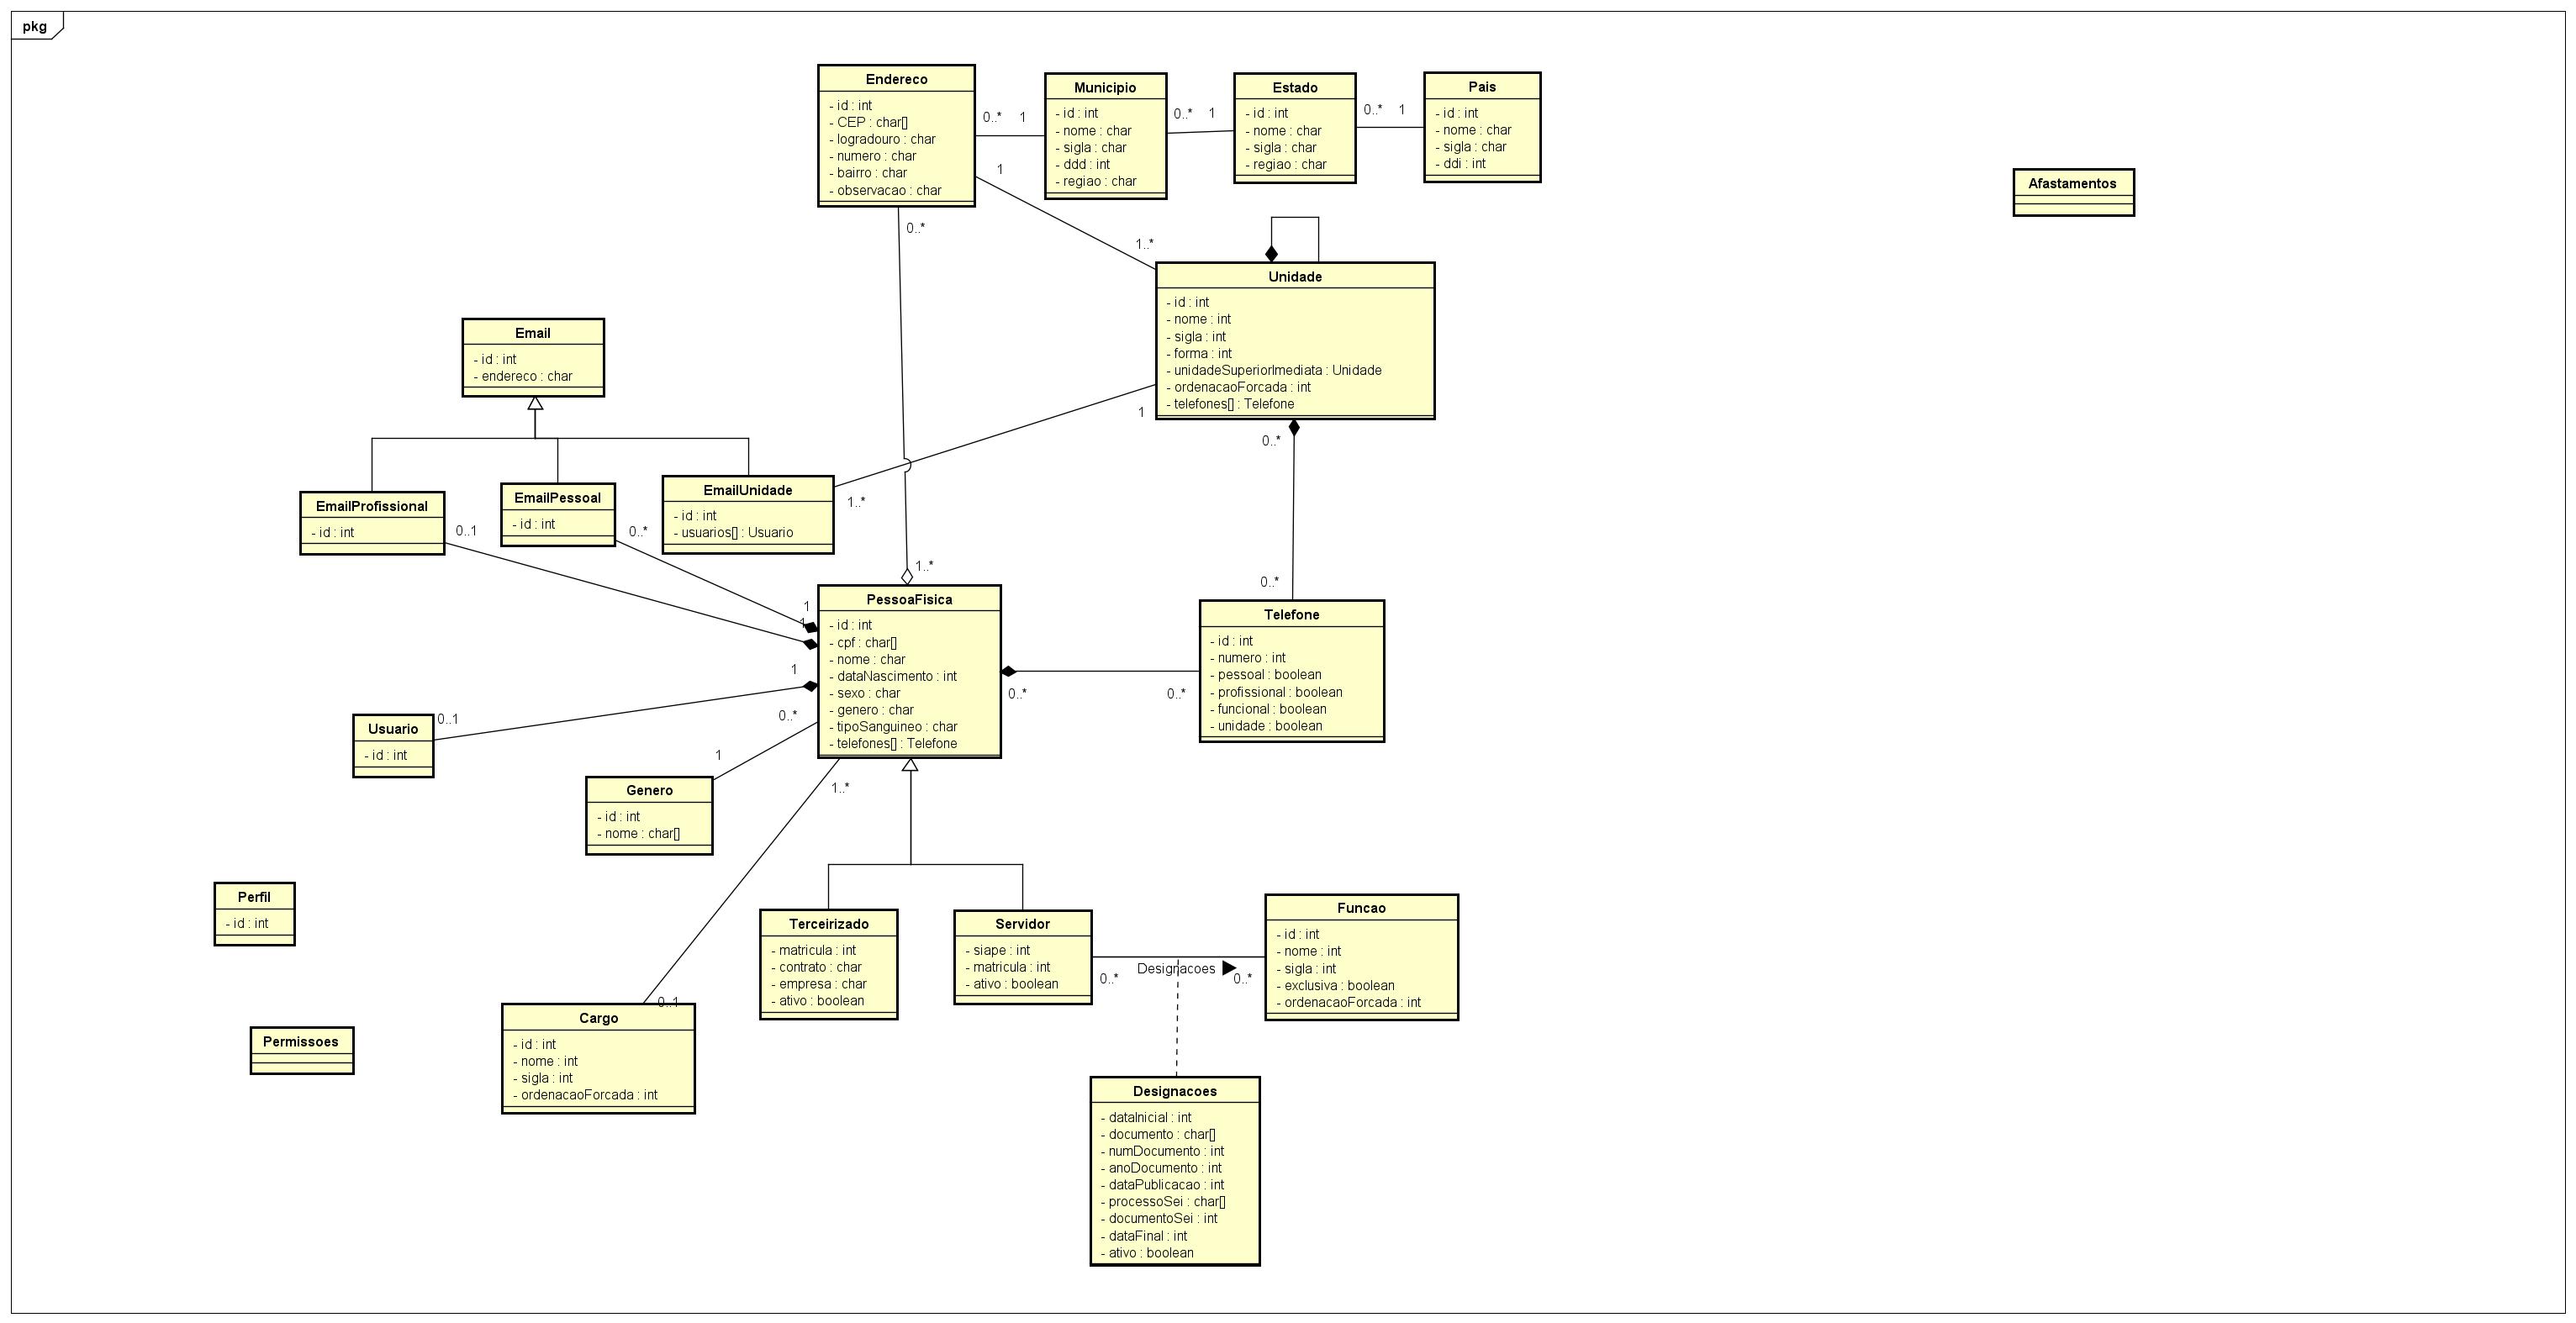 pkg
Endereco
- id : int
- CEP : char[]
- logradouro : char
- numero : char
- bairro : char
- observacao : char
0..*
1
Municipio
- id : int
- nome : char
- sigla : char
- ddd : int
- regiao : char
0..*
1
Estado
- id : int
- nome : char
- sigla : char
- regiao : char
0..*
1
Pais
- id : int
- nome : char
- sigla : char
- ddi : int
Afastamentos
1
0..*
1..*
Unidade
- id : int
- nome : int
- sigla : int
- forma : int
- unidadeSuperiorImediata : Unidade
- ordenacaoForcada : int
- telefones[] : Telefone
1
0..*
Email
- id : int
- endereco : char
EmailProfissional
- id : int
0..1
EmailPessoal
- id : int
0..*
EmailUnidade
- id : int
- usuarios[] : Usuario
1..*
1..*
1
1
PessoaFisica
- id : int
- cpf : char[]
- nome : char
- dataNascimento : int
- sexo : char
- genero : char
- tipoSanguineo : char
- telefones[] : Telefone
1
0..*
0..*
0..*
0..*
Telefone
- id : int
- numero : int
- pessoal : boolean
- profissional : boolean
- funcional : boolean
- unidade : boolean
Usuario
- id : int
0..1
1
Genero
- id : int
- nome : char[]
1..*
Perfil
- id : int
Permissoes
Terceirizado
- matricula : int
- contrato : char
- empresa : char
- ativo : boolean
Servidor
- siape : int
- matricula : int
- ativo : boolean
0..*
Designacoes
0..*
Funcao
- id : int
- nome : int
- sigla : int
- exclusiva : boolean
- ordenacaoForcada : int
0..1
Cargo
- id : int
- nome : int
- sigla : int
- ordenacaoForcada : int
Designacoes
- dataInicial : int
- documento : char[]
- numDocumento : int
- anoDocumento : int
- dataPublicacao : int
- processoSei : char[]
- documentoSei : int
- dataFinal : int
- ativo : boolean